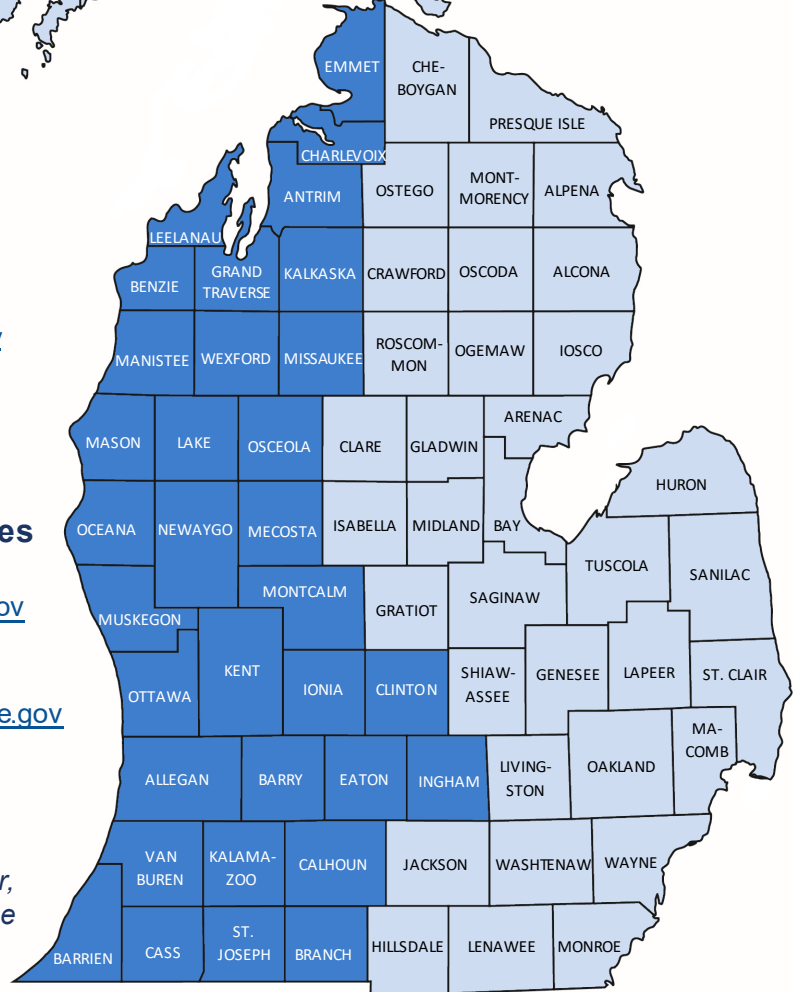 EMMET
CHE-
BOYGAN
PRESQUE ISLE
CHARLEVOIX
ANTRIM
OSTEGO
MONT-
MORENCY
ALPENA
LEELANAU
BENZIE
GRAND
TRAVERSE
KALKASKA
CRAWFORD
OSCODA
ALCONA
MANISTEE
WEXFORD
MISSAUKEE
ROSCOM-
MON
OGEMAW
IOSCO
MASON
LAKE
OSCEOLA
CLARE
GLADWIN
ARENAC
HURON
es
OCEANA
NEWAYGO
MECOSTA
ISABELLA
MIDLAND
BAY
TUSCOLA
SANILAC
ov
MUSKEGON
MONTCALM
GRATIOT
SAGINAW
OTTAWA
KENT
IONIA
CLINTON
SHIAW-
ASSEE
GENESEE
LAPEER
ST. CLAIR
e.gov
ALLEGAN
BARRY
EATON
INGHAM
LIVING-
STON
OAKLAND
MA-
COMB
VAN
BUREN
KALAMA-
ZOO
CALHOUN
JACKSON
WASHTENAW
WAYNE
r,
e
BARRIEN
CASS
ST.
JOSEPH
BRANCH
HILLSDALE
LENAWEE
MONROE